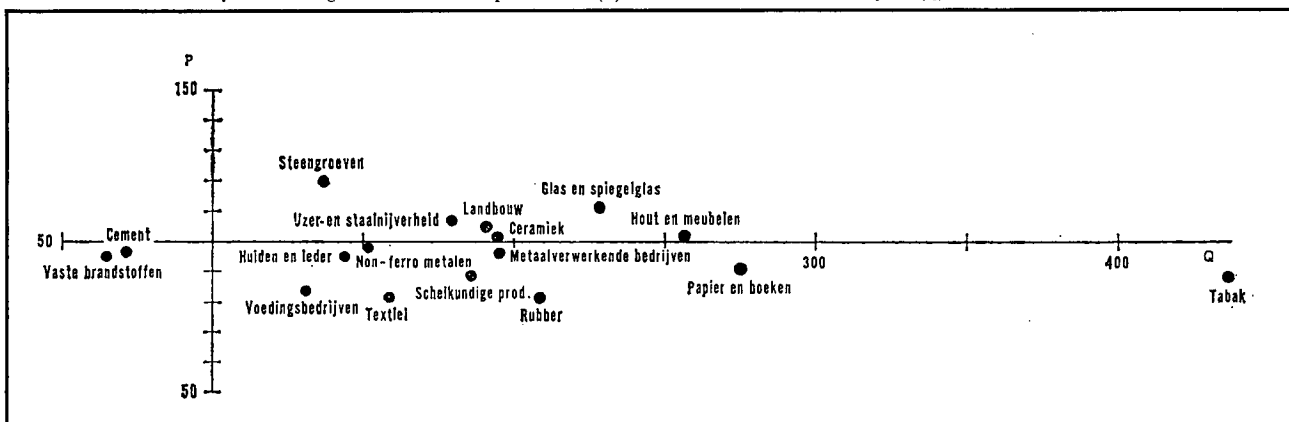 P
150
Steengroeven
Glas en spiegelglas
IJzer-en staalnijverheid
Landbouw
Ceramiek
Hout en meubelen
50
Cement
Huiden en leder
Non-ferro metalen
Metaalverwerkende bedrijven
300
400
Q
Vaste brandstoffen
Voedingsbedrijven
Textiel
Scheikundige prod.
Rubber
Papier en boeken
Tabak
50